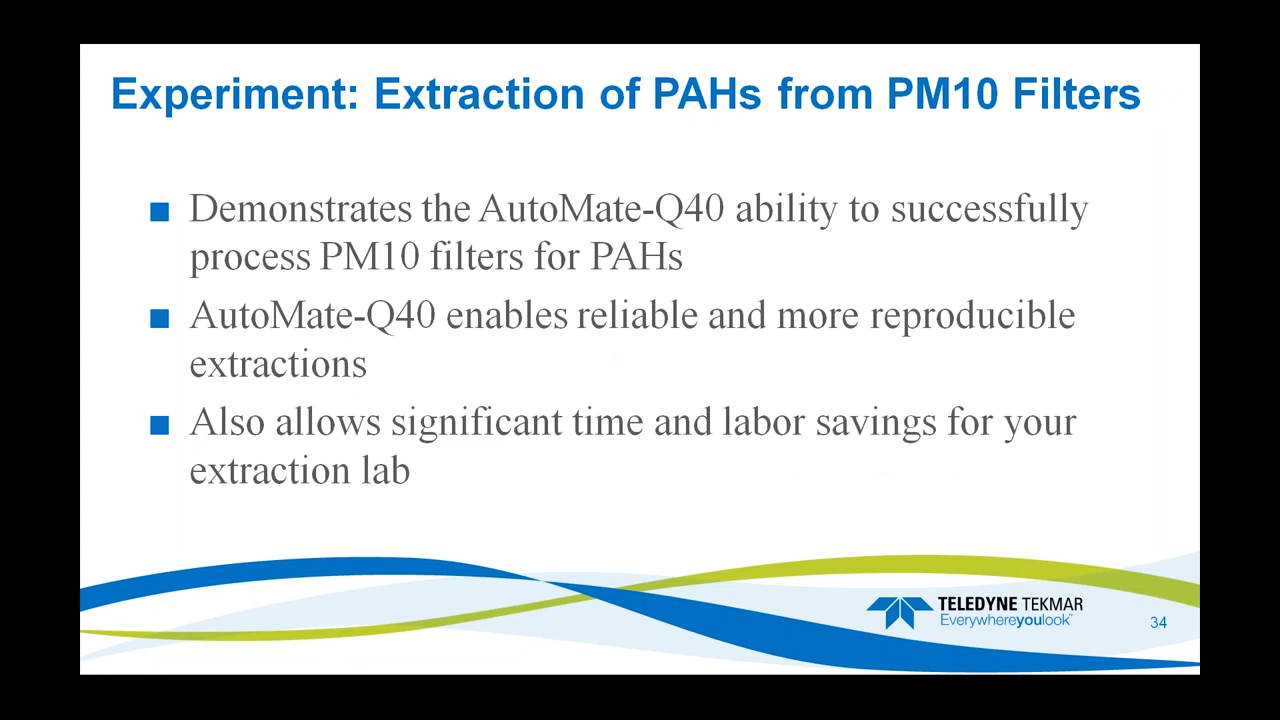 Experiment: Extraction of PAHs from PM10 Filters
Demonstrates the AutoMate-Q40 ability to successfully
process PM10 filters for PAHs
AutoMate-Q40 enables reliable and more reproducible
extractions
Also allows significant time and labor savings for your
extraction lab
TELEDYNE TEKMAR
Everywhereyoulook™
34